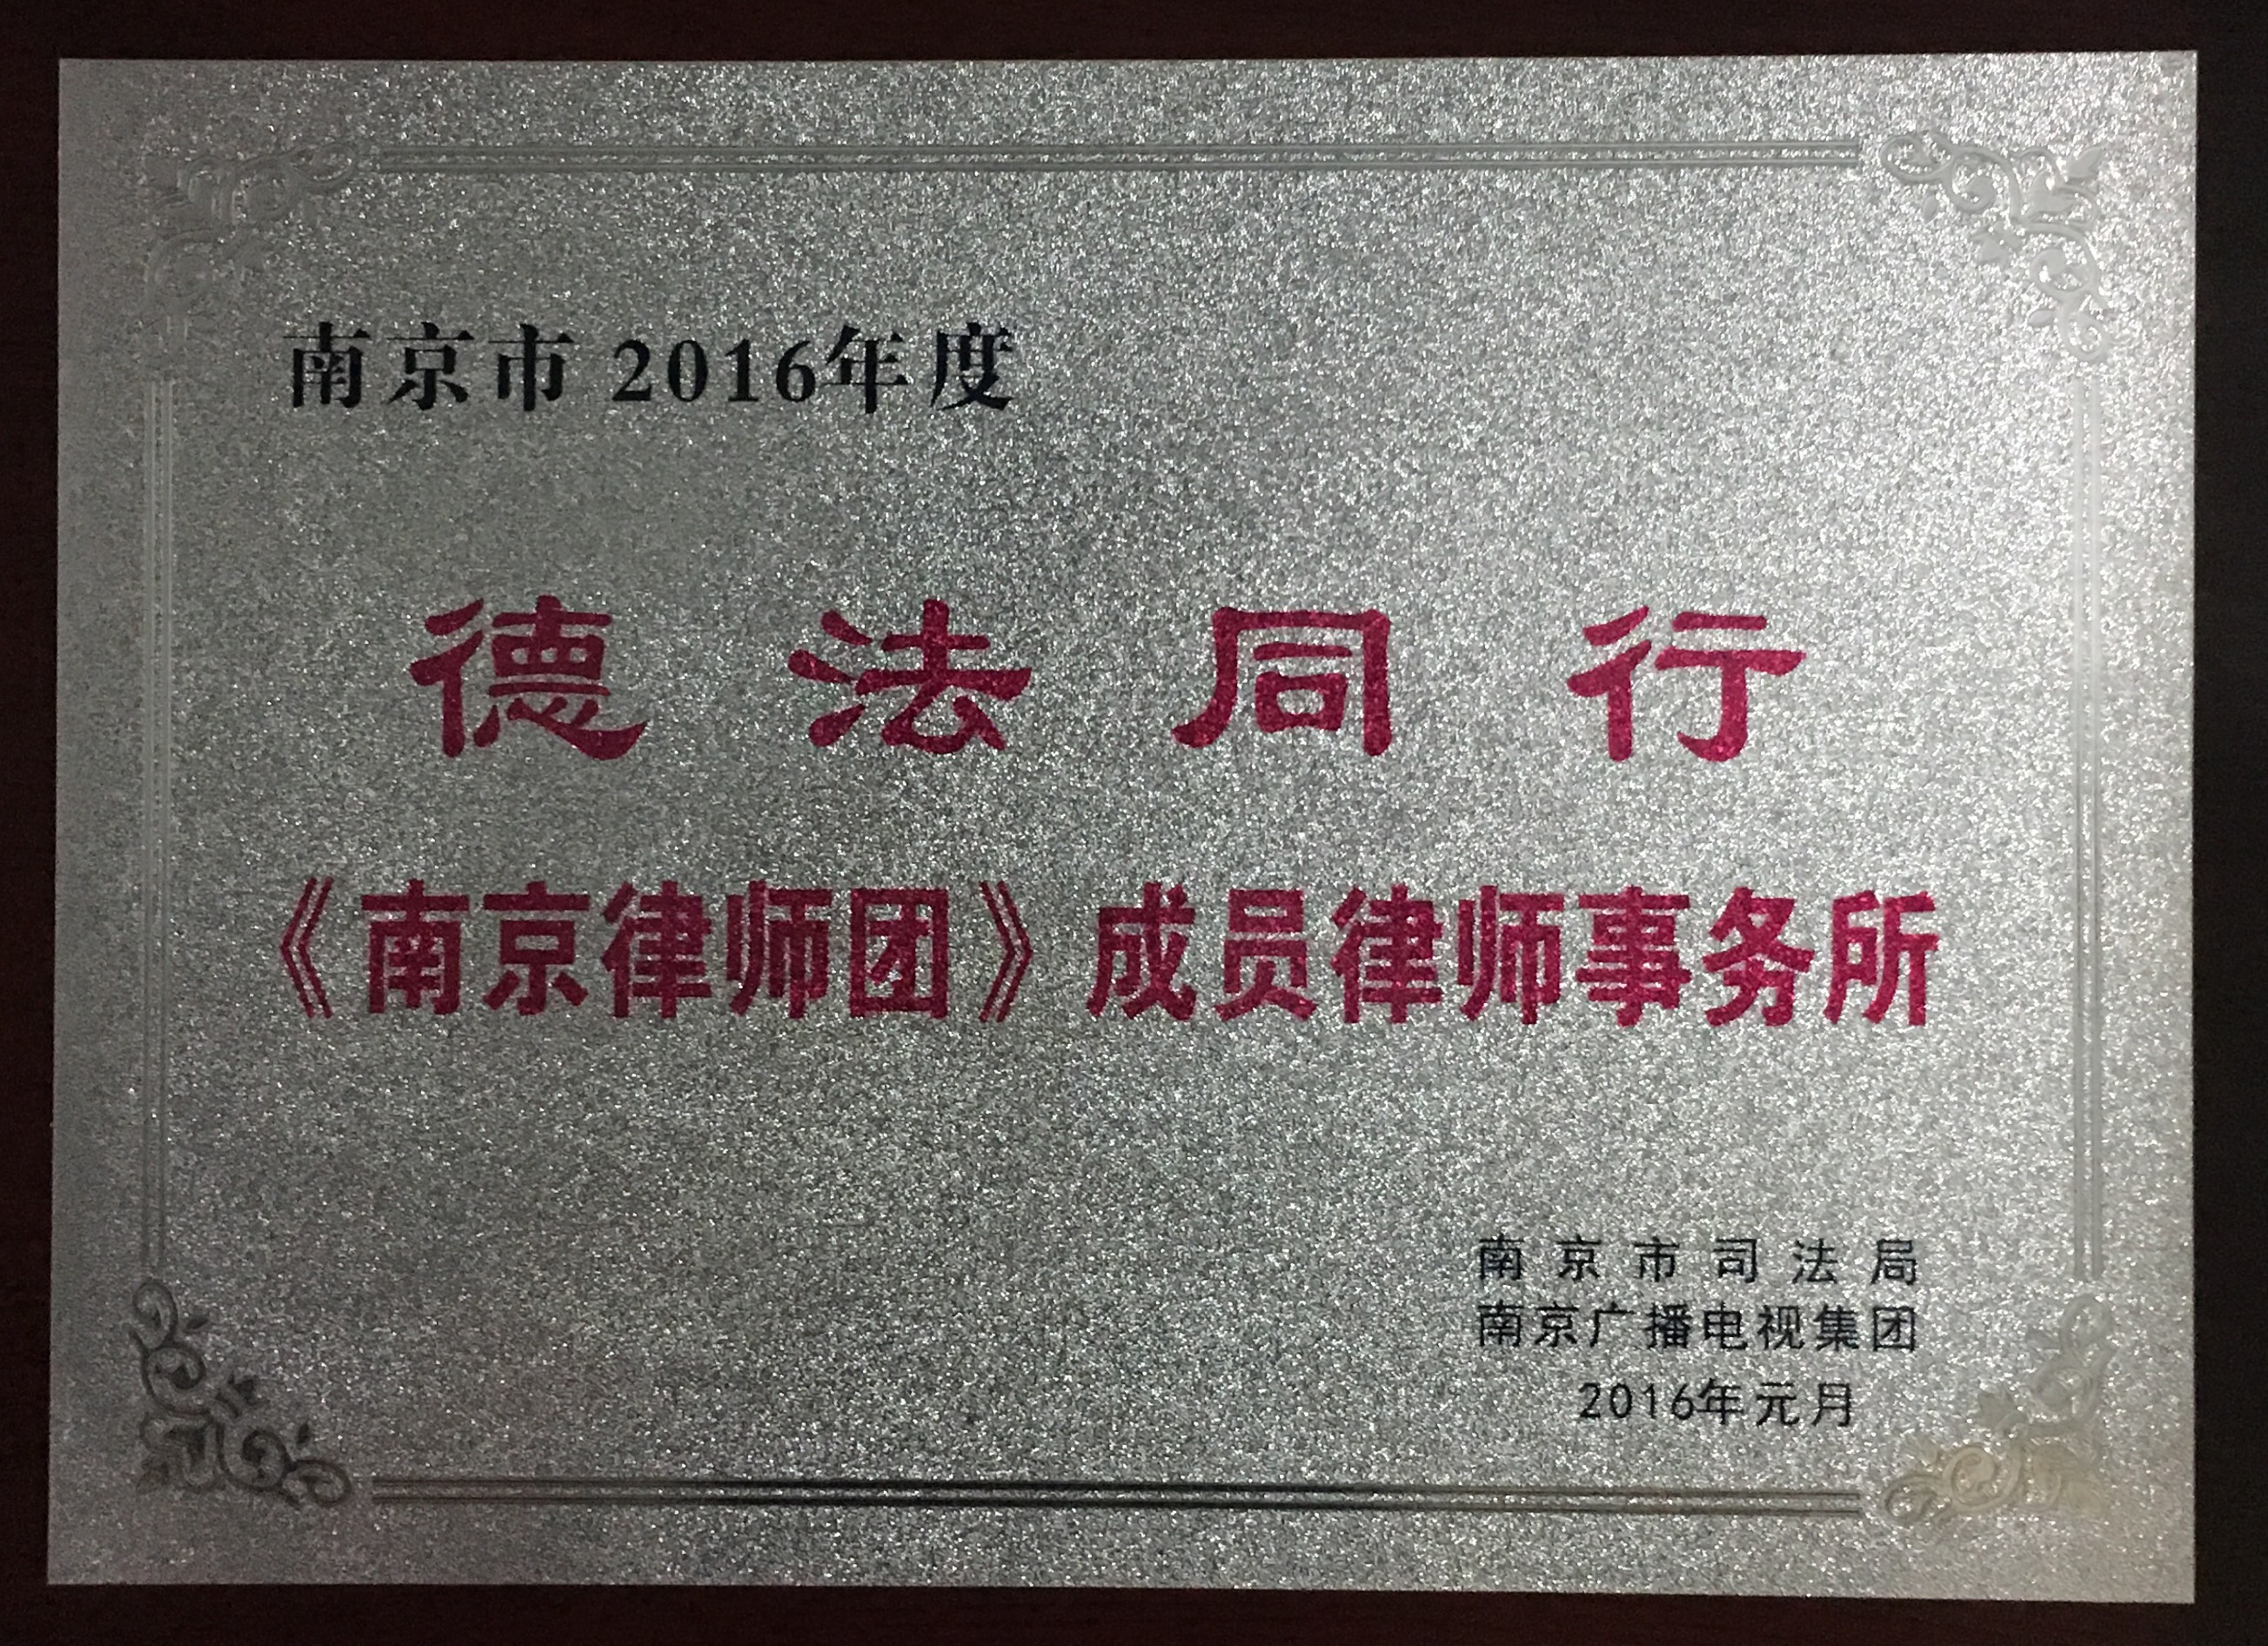 南京市 2016年度
德法同行
《南京律师团》成员律师事务所
南京市司法局
南京广播电视集团
2016年元月